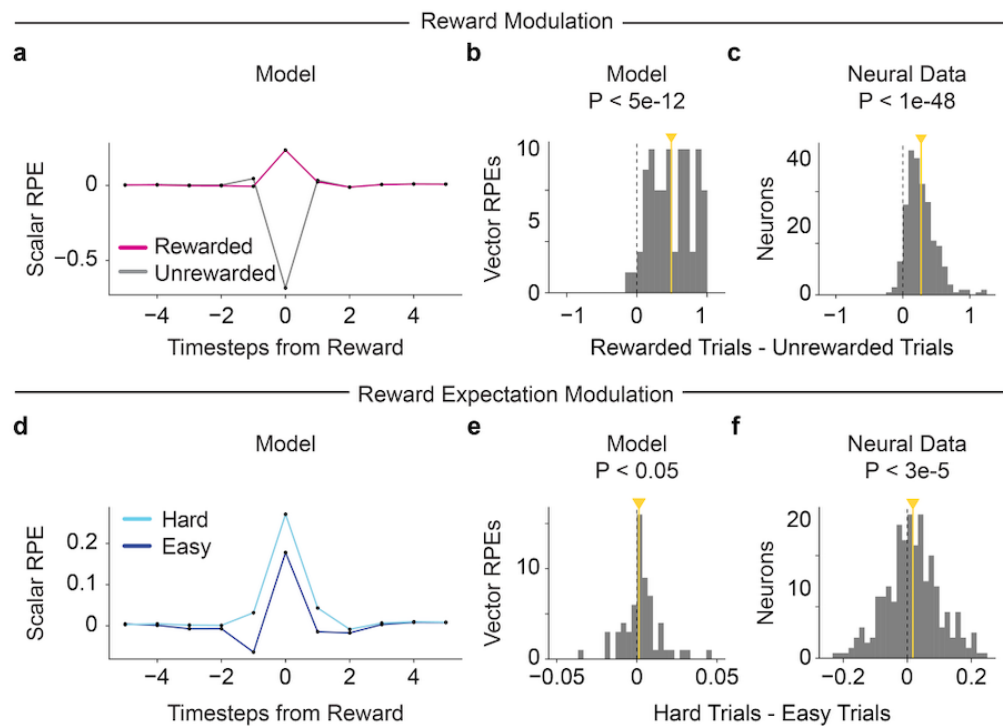 Reward Modulation
a
Model
Scalar RPE
0
−0.5
Rewarded
Unrewarded
−4 −2 0 2 4
Timesteps from Reward
b
Model
P < 5e-12
Vector RPEs
10
5
0
−1 0 1
c
Neural Data
P < 1e-48
Neurons
40
20
0
−1 0 1
Rewarded Trials - Unrewarded Trials
Reward Expectation Modulation
d
Model
Scalar RPE
0.2
0.1
0
Hard
Easy
−4 −2 0 2 4
Timesteps from Reward
e
Model
P < 0.05
Vector RPEs
10
0
−0.05 0 0.05
f
Neural Data
P < 3e-5
Neurons
20
10
0
−0.2 0 0.2
Hard Trials - Easy Trials